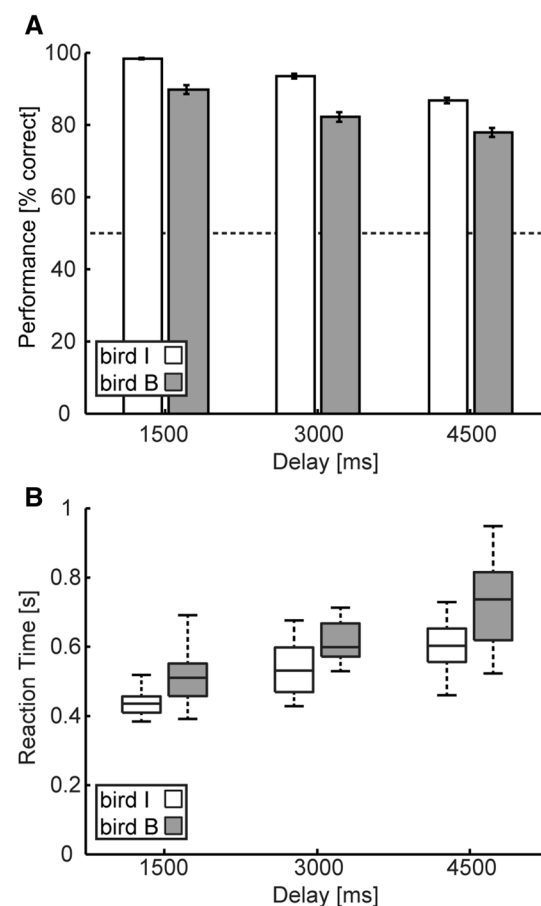 A
Performance [% correct]
100
80
60
40
20
0
bird I
bird B
1500 3000 4500
Delay [ms]
B
Reaction Time [s]
1
0.8
0.6
0.4
0.2
0
bird I
bird B
1500 3000 4500
Delay [ms]